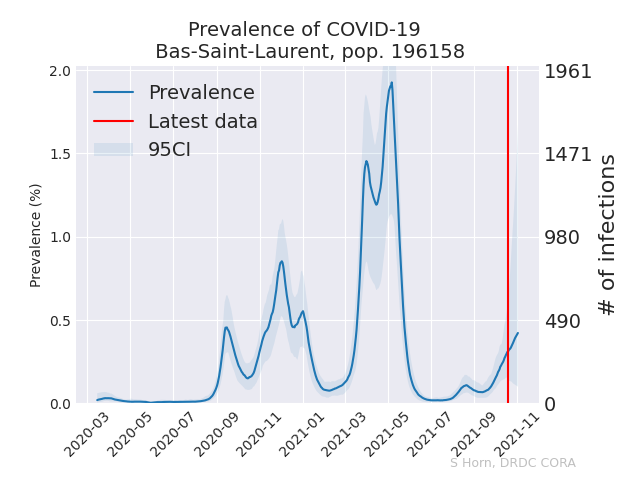 Prevalence of COVID-19
Bas-Saint-Laurent, pop. 196158
Prevalence
Latest data
95CI
Prevalence (%)
2.0
1.5
1.0
0.5
0.0
1961
1471
980
490
0
# of infections
2020-03
2020-05
2020-07
2020-09
2020-11
2021-01
2021-03
2021-05
2021-07
2021-09
2021-11
S Horn, DRDC CORA